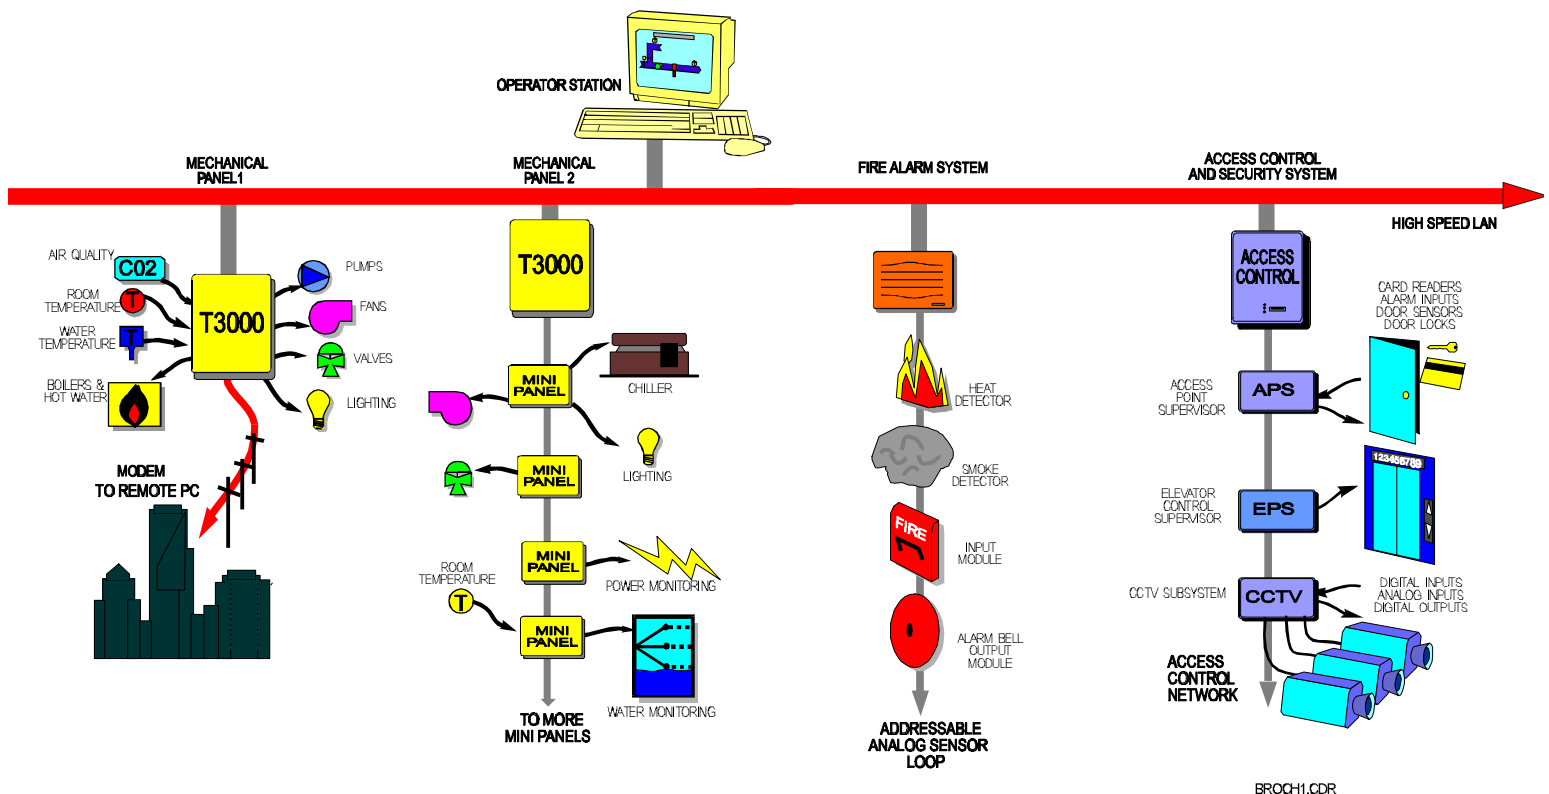 OPERATOR STATION
MECHANICAL
PANEL1
MECHANICAL
PANEL 2
FIRE ALARM SYSTEM
ACCESS CONTROL
AND SECURITY SYSTEM
HIGH SPEED LAN
AIR QUALITY
C02
ROOM
TEMPERATURE
T
WATER
TEMPERATURE
T
BOILERS &
HOT WATER
T3000
PUMPS
FANS
VALVES
LIGHTING
MODEM
TO REMOTE PC
T3000
MINI
PANEL
CHILLER
LIGHTING
MINI
PANEL
MINI
PANEL
POWER MONITORING
ROOM
TEMPERATURE
T
MINI
PANEL
WATER MONITORING
TO MORE
MINI PANELS
HEAT
DETECTOR
SMOKE
DETECTOR
FIRE
INPUT
MODULE
ALARM BELL
OUTPUT
MODULE
ADDRESSABLE
ANALOG SENSOR
LOOP
ACCESS
CONTROL
CARD READERS
ALARM INPUTS
DOOR SENSORS
DOOR LOCKS
ACCESS
POINT
SUPERVISOR
APS
ELEVATOR
CONTROL
SUPERVISOR
EPS
123456789
CCTV SUBSYSTEM
CCTV
DIGITAL INPUTS
ANALOG INPUTS
DIGITAL OUTPUTS
ACCESS
CONTROL
NETWORK
BROCH1.CDR